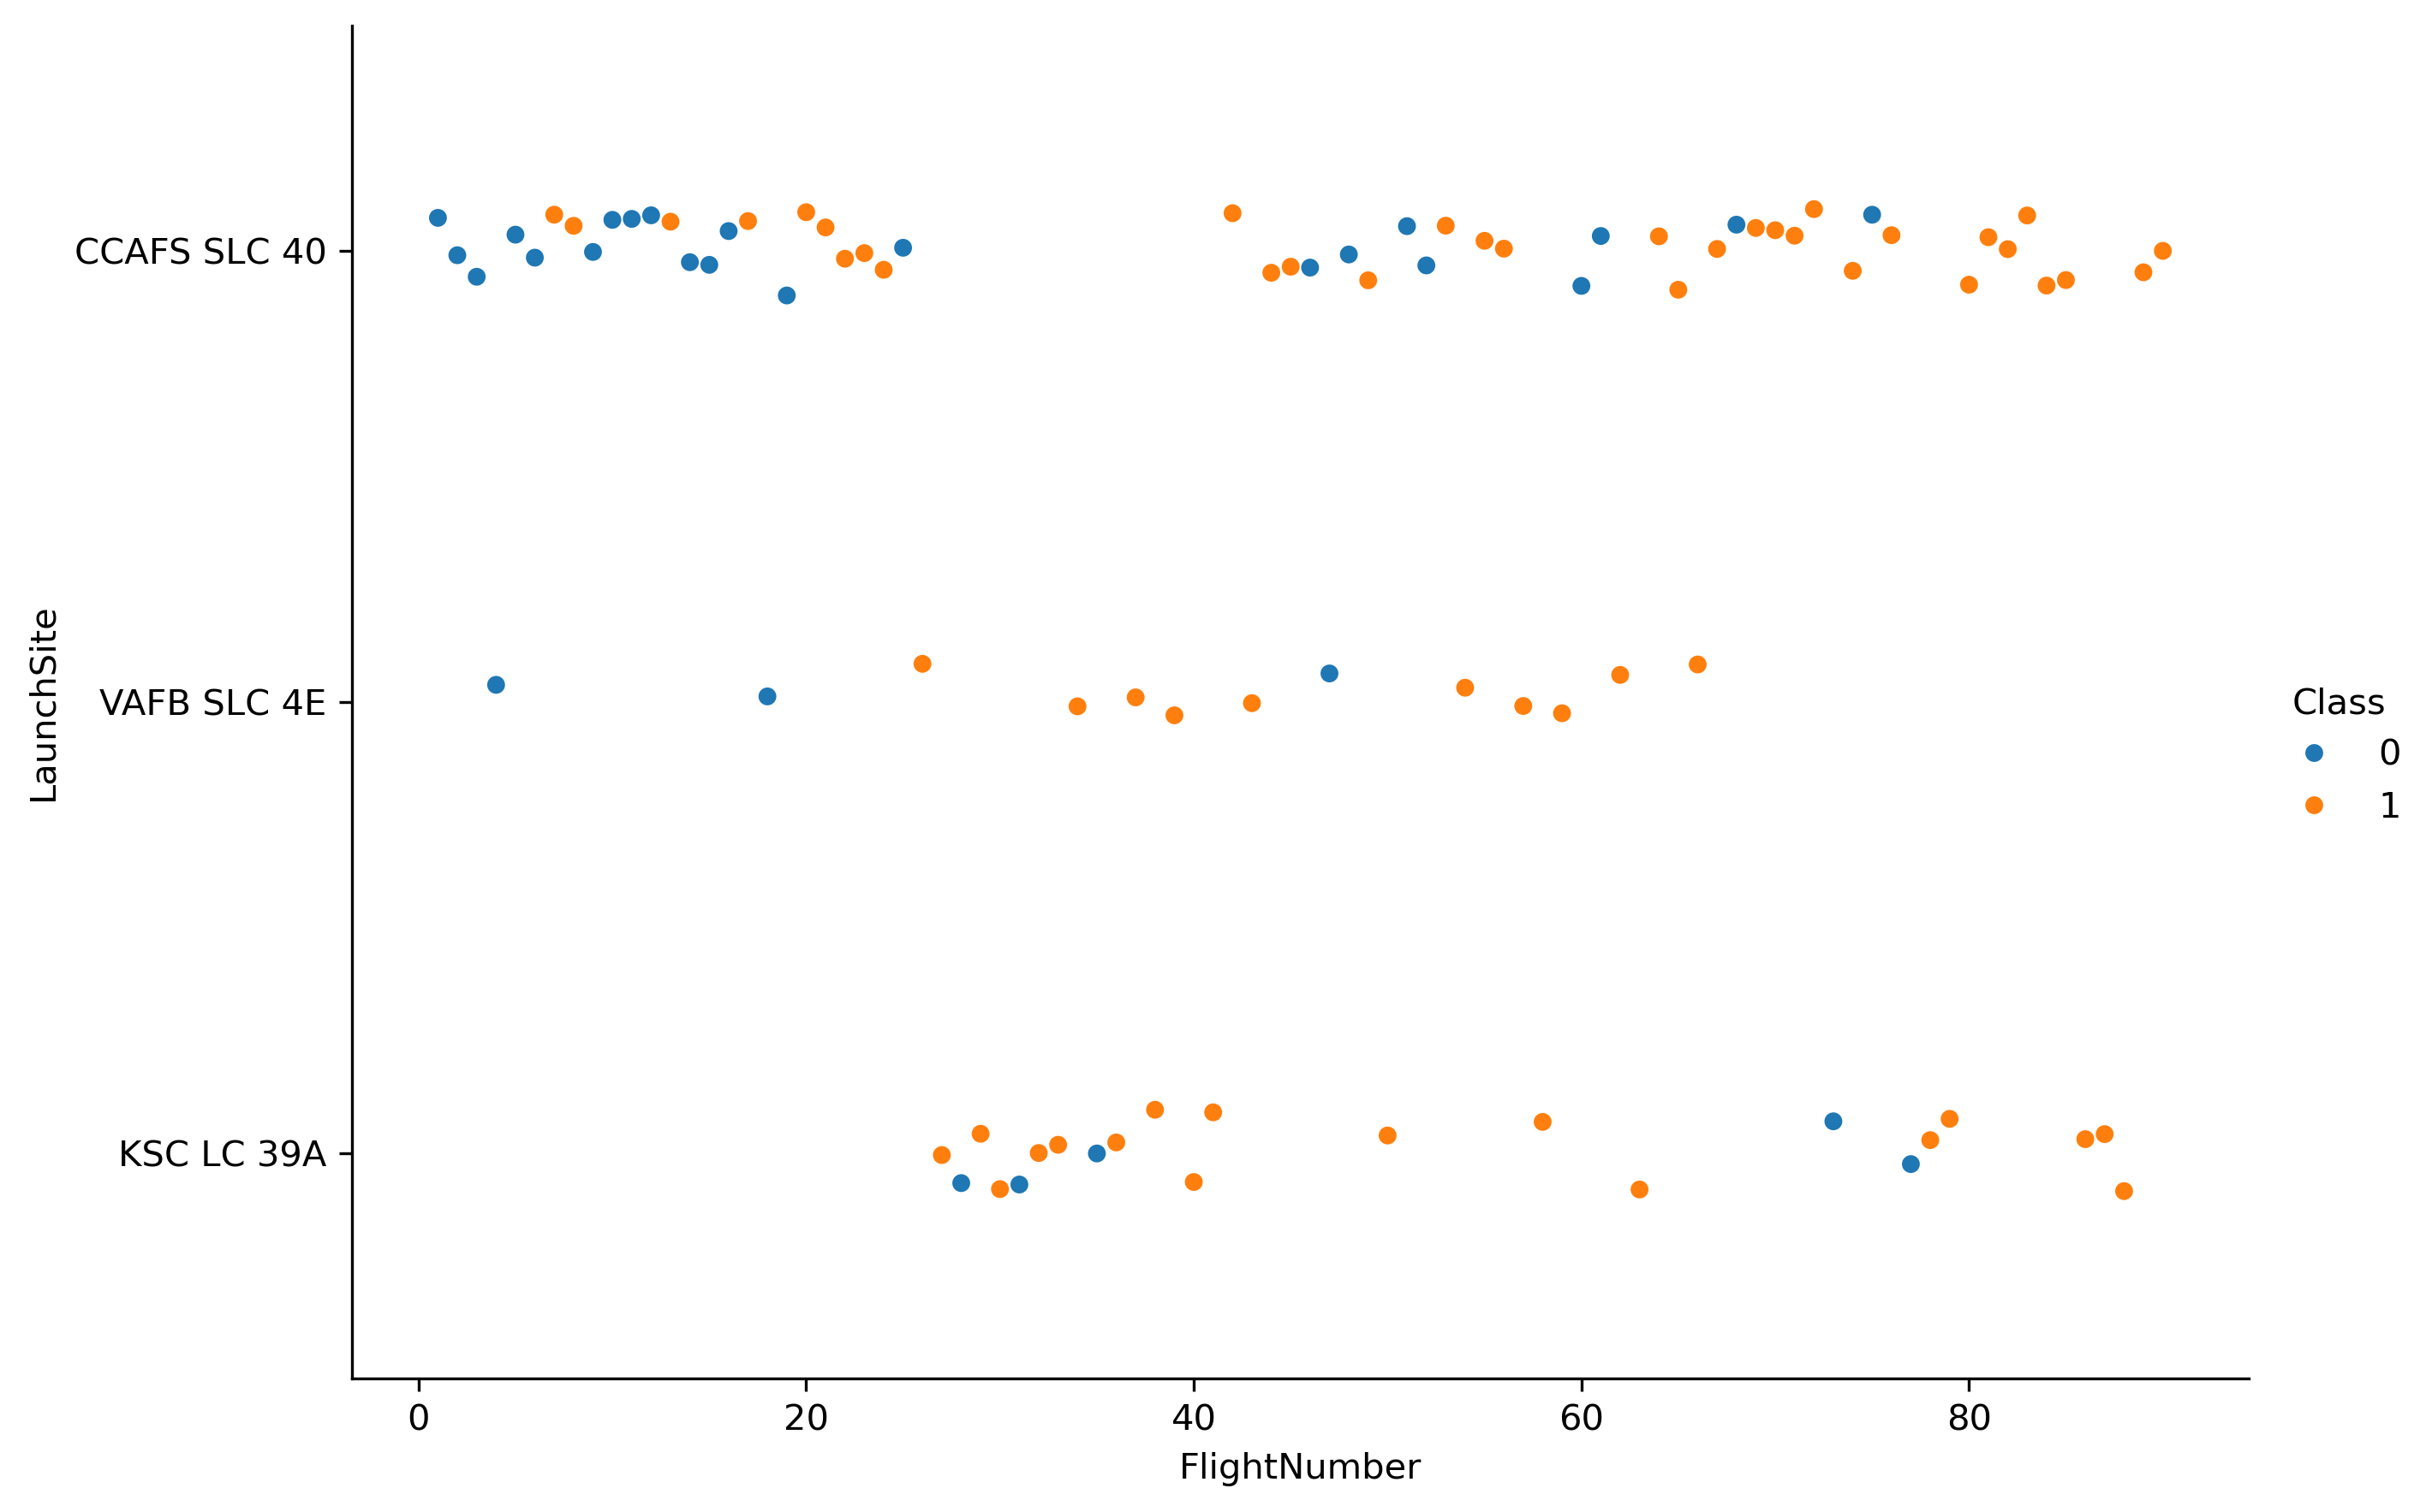 CCAFS SLC 40
VAFB SLC 4E
KSC LC 39A
LaunchSite
0 20 40 60 80
FlightNumber
Class
0
1